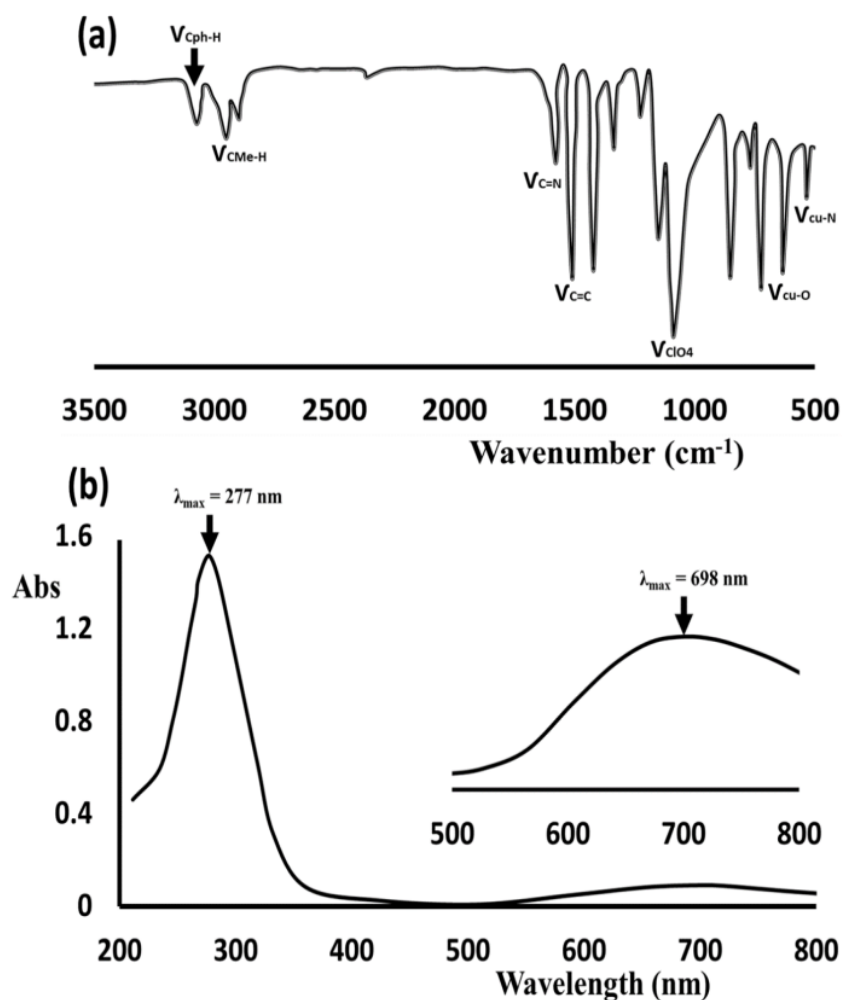 (a)
VCph-H
VCMe-H
VC=N
VC=C
VClO4
Vcu-O
Vcu-N
3500 3000 2500 2000 1500 1000 500
Wavenumber (cm-1)
(b)
λmax = 277 nm
1.6
Abs
1.2
0.8
0.4
0
λmax = 698 nm
500 600 700 800
200 300 400 500 600 700 800
Wavelength (nm)